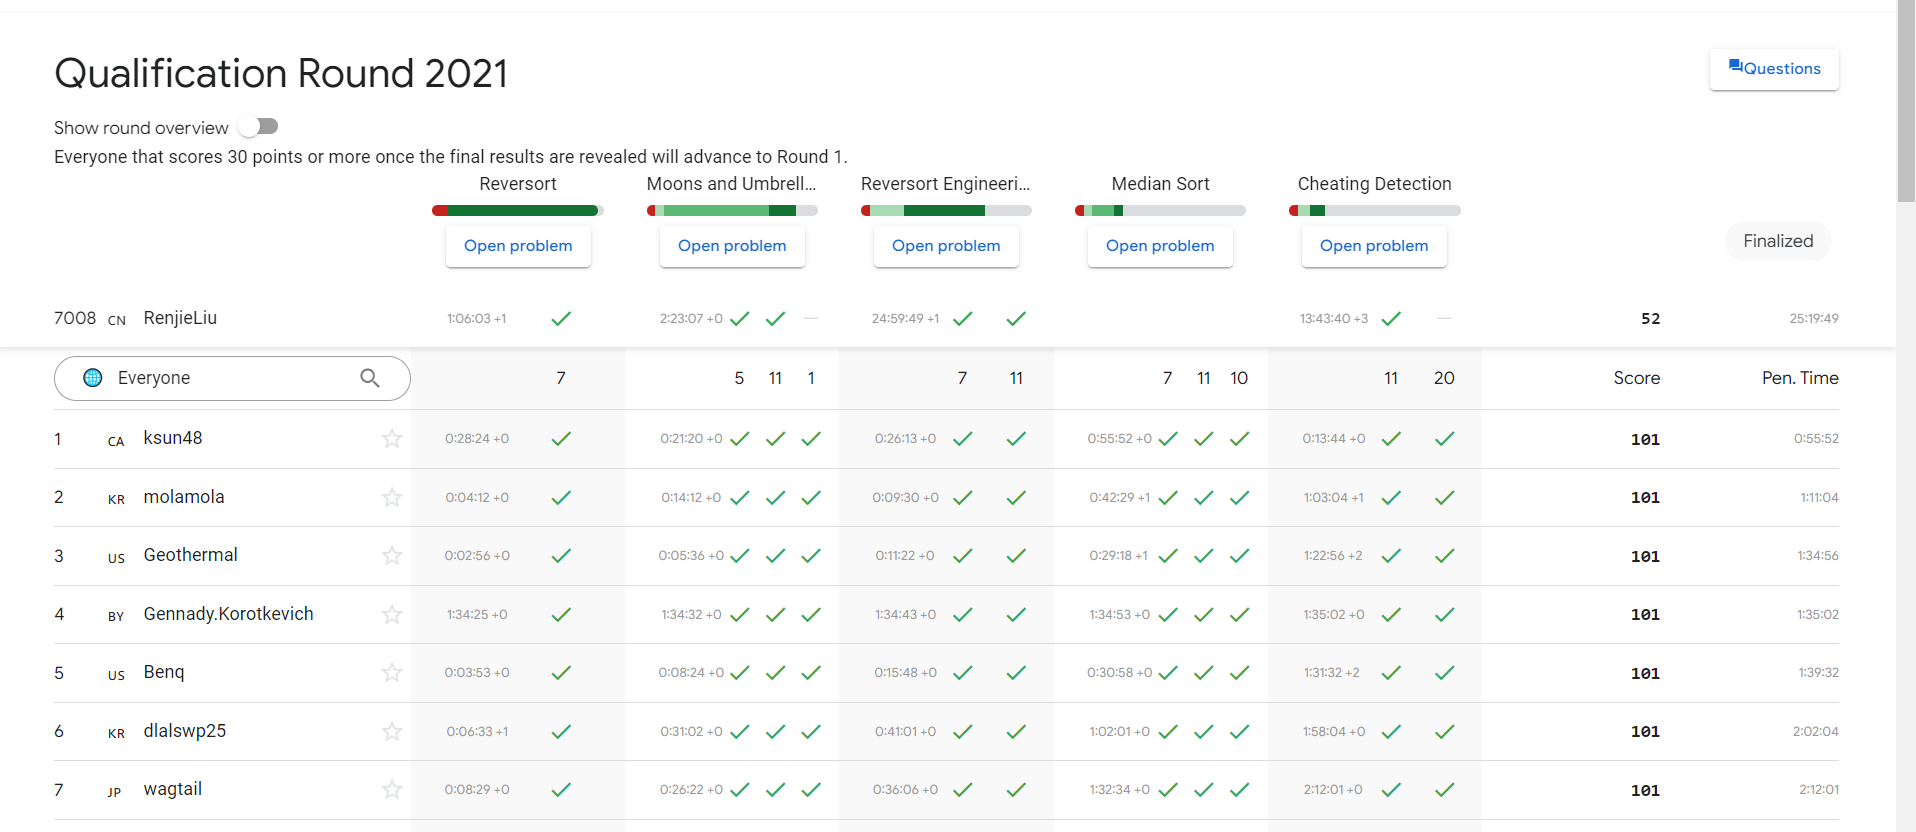 Qualification Round 2021
Questions
Show round overview
Everyone that scores 30 points or more once the final results are revealed will advance to Round 1.
Reversort Moons and Umbrell... Reversort Engineeri... Median Sort Cheating Detection
Open problem Open problem Open problem Open problem Open problem
Finalized
7008 CN RenjieLiu 1:06:03 +1 2:23:07 +0 24:59:49 +1 13:43:40 +3 52 25:19:49
Everyone 7 5 11 1 7 11 7 11 10 11 20 Score Pen. Time
1 CA ksun48 0:28:24 +0 0:21:20 +0 0:26:13 +0 0:55:52 +0 0:13:44 +0 101 0:55:52
2 KR molamola 0:04:12 +0 0:14:12 +0 0:09:30 +0 0:42:29 +1 1:03:04 +1 101 1:11:04
3 US Geothermal 0:02:56 +0 0:05:36 +0 0:11:22 +0 0:29:18 +1 1:22:56 +2 101 1:34:56
4 BY Gennady.Korotkevich 1:34:25 +0 1:34:32 +0 1:34:43 +0 1:34:53 +0 1:35:02 +0 101 1:35:02
5 US Benq 0:03:53 +0 0:08:24 +0 0:15:48 +0 0:30:58 +0 1:31:32 +2 101 1:39:32
6 KR dlalswp25 0:06:33 +1 0:31:02 +0 0:41:01 +0 1:02:01 +0 1:58:04 +0 101 2:02:04
7 JP wagtail 0:08:29 +0 0:26:22 +0 0:36:06 +0 1:32:34 +0 2:12:01 +0 101 2:12:01